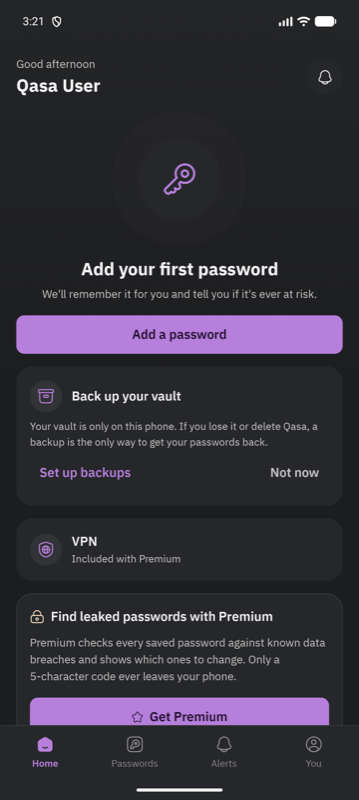 3:21
Good afternoon
Qasa User
Add your first password
We'll remember it for you and tell you if it's ever at risk.
Add a password
Back up your vault
Your vault is only on this phone. If you lose it or delete Qasa, a
backup is the only way to get your passwords back.
Set up backups
Not now
VPN
Included with Premium
Find leaked passwords with Premium
Premium checks every saved password against known data
breaches and shows which ones to change. Only a
5-character code ever leaves your phone.
Get Premium
Home
Passwords
Alerts
You